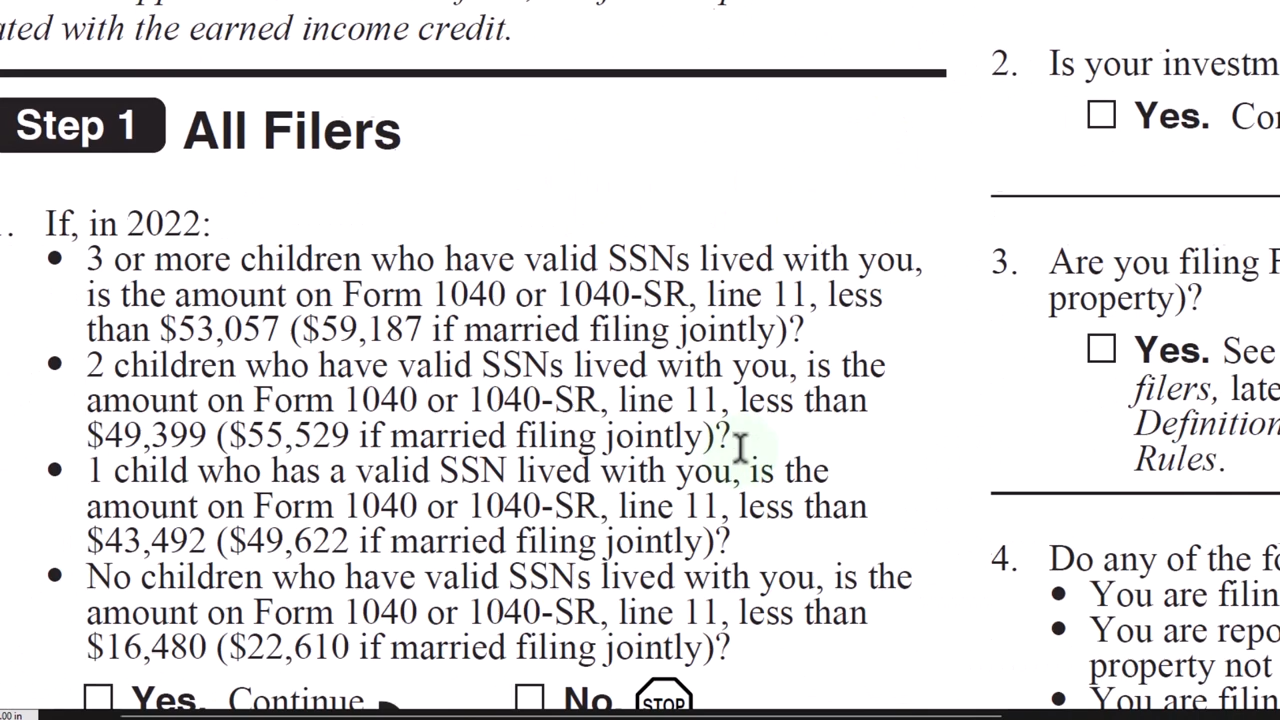 ated with the earned income credit.
Step 1 All Filers
. If, in 2022:
• 3 or more children who have valid SSNs lived with you,
is the amount on Form 1040 or 1040-SR, line 11, less
than $53,057 ($59,187 if married filing jointly)?
• 2 children who have valid SSNs lived with you, is the
amount on Form 1040 or 1040-SR, line 11, less than
$49,399 ($55,529 if married filing jointly)?
• 1 child who has a valid SSN lived with you, is the
amount on Form 1040 or 1040-SR, line 11, less than
$43,492 ($49,622 if married filing jointly)?
• No children who have valid SSNs lived with you, is the
amount on Form 1040 or 1040-SR, line 11, less than
$16,480 ($22,610 if married filing jointly)?
Yes. Continue No. STOP
2. Is your investm
Yes. Con
3. Are you filing F
property)?
Yes. See
filers, late
Definition
Rules.
4. Do any of the fo
• You are filin
• You are repo
property not
• You are filin
.00 in